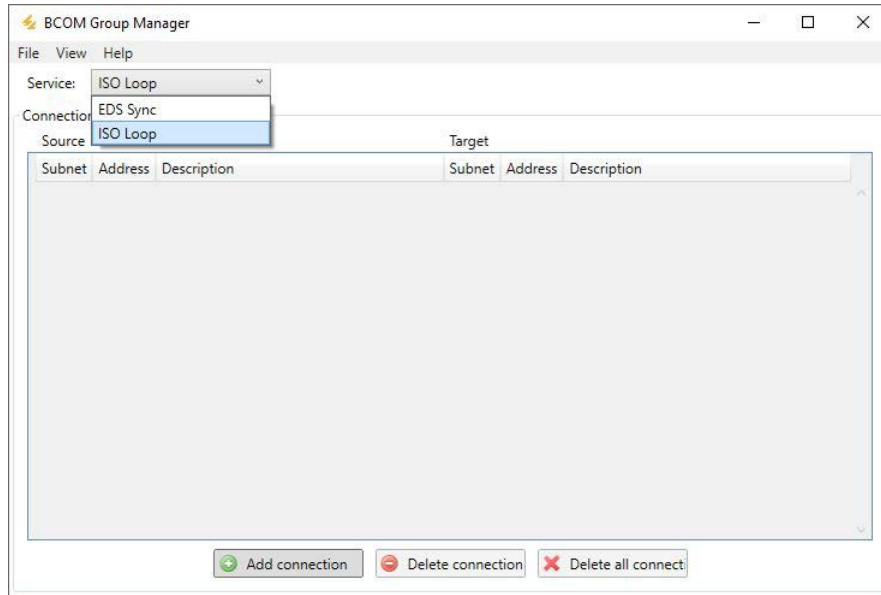 BCOM Group Manager
File View Help
Service: ISO Loop
EDS Sync
ISO Loop
Connection
Source Target
Subnet Address Description Subnet Address Description
Add connection Delete connection Delete all connect